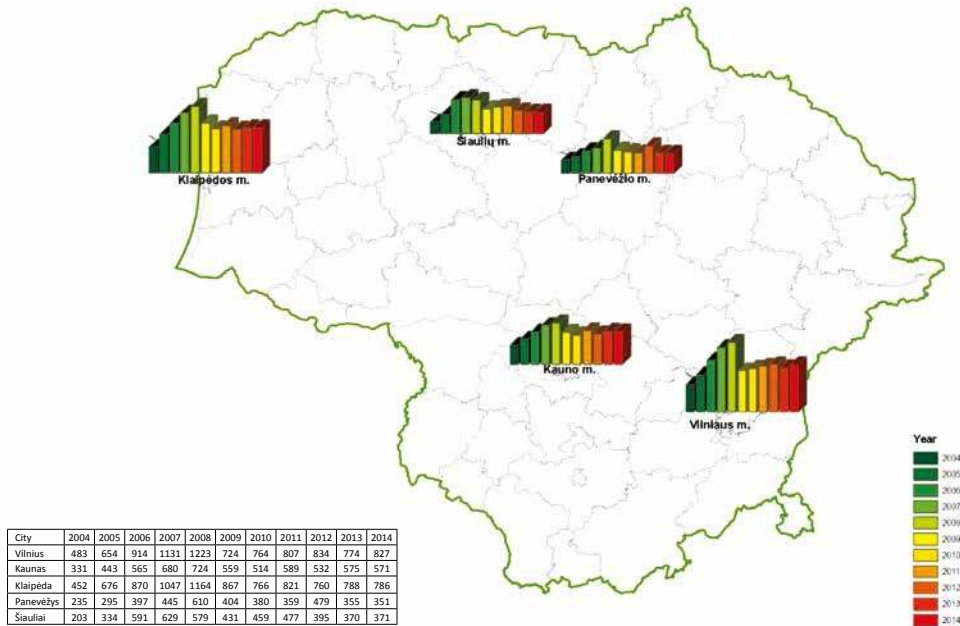 Šiaulių m.
Klaipėdos m.
Panevėžio m.
Kauno m.
Vilniaus m.
Year
2004
2005
2006
2007
2008
2009
2010
2011
2012
2013
2014
City 2004 2005 2006 2007 2008 2009 2010 2011 2012 2013 2014
Vilnius 483 654 914 1131 1223 724 764 807 834 774 827
Kaunas 331 443 565 680 724 559 514 589 532 575 571
Klaipėda 452 676 870 1047 1164 867 766 821 760 788 786
Panevėžys 235 295 397 445 610 404 380 359 479 355 351
Šiauliai 203 334 591 629 579 431 459 477 395 370 371